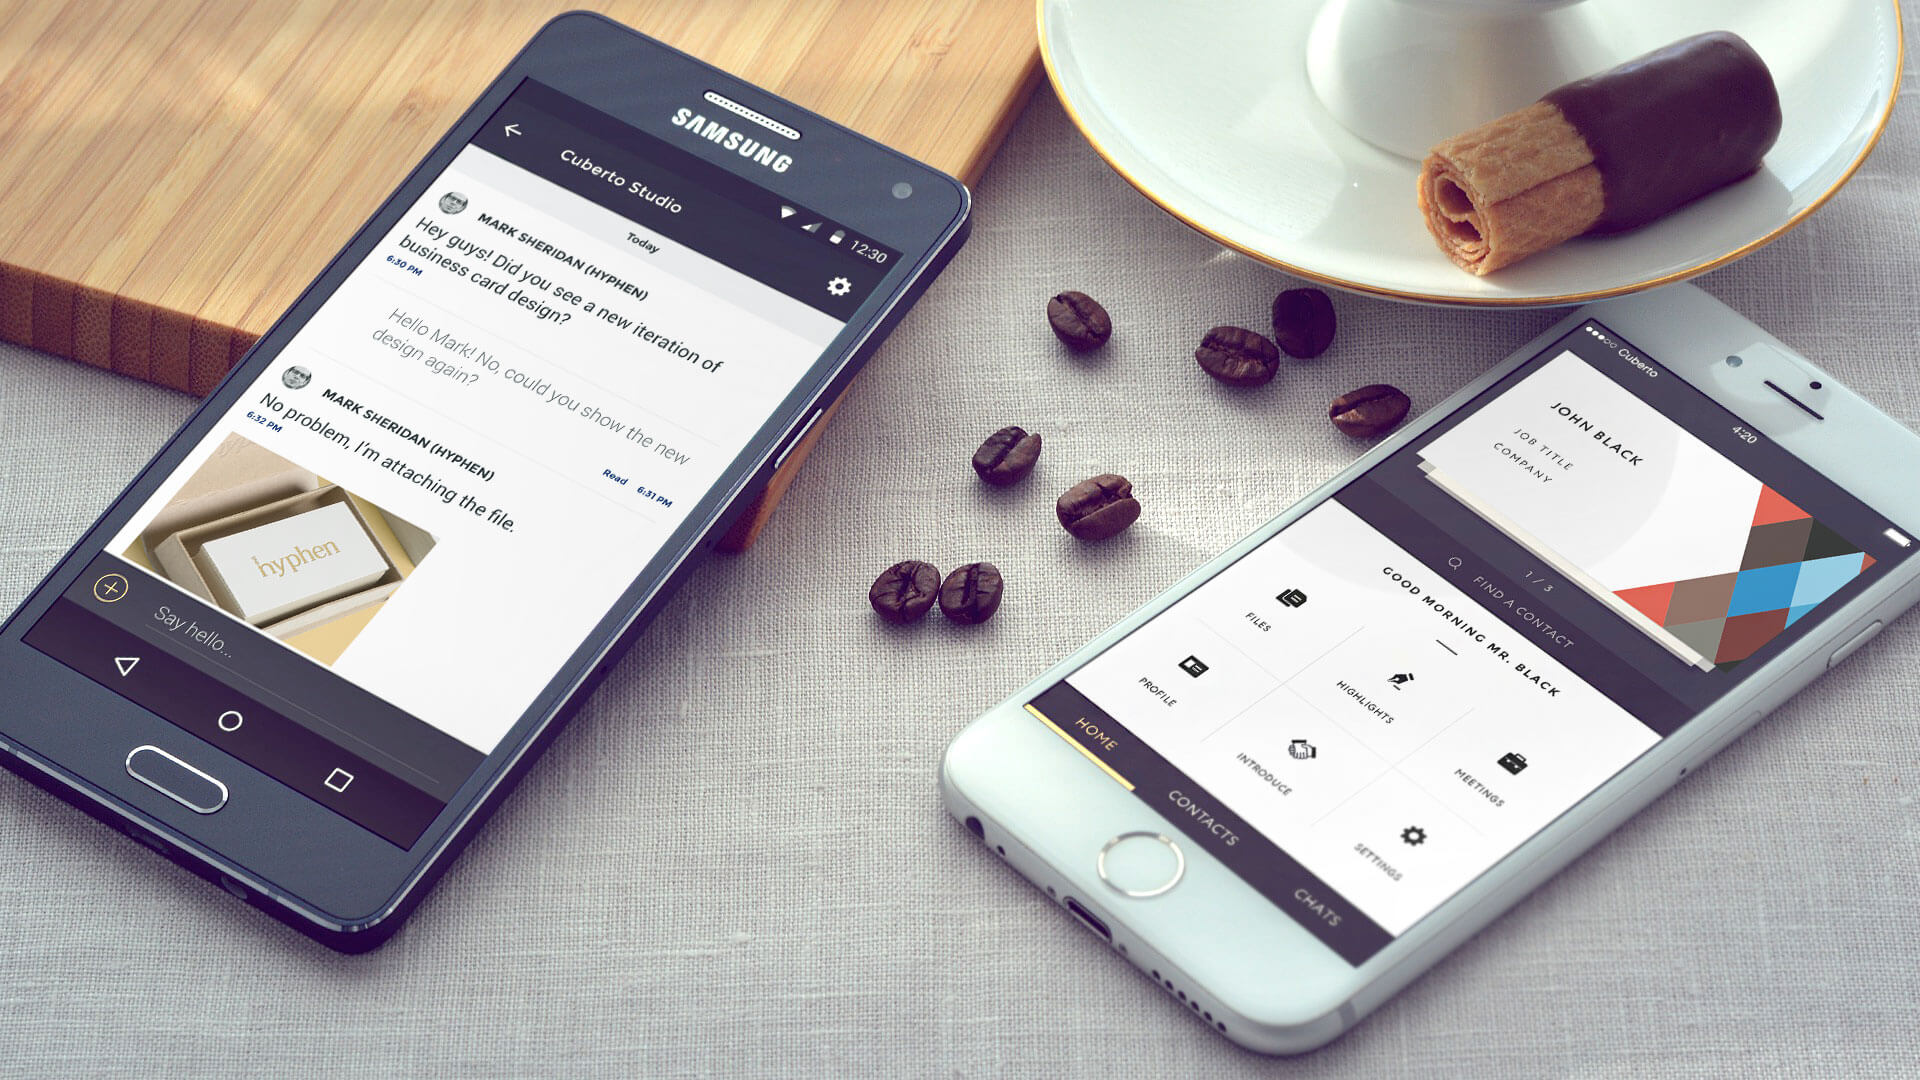 SAMSUNG
12:30
Cuberto Studio
Today
MARK SHERIDAN (HYPHEN)
Hey guys! Did you see a new iteration of
business card design?
6:30 PM
Hello Mark! No, could you show the new
design again?
Read 6:31 PM
MARK SHERIDAN (HYPHEN)
No problem, I'm attaching the file.
6:32 PM
hyphen
Say hello...
Cuberto
4:20
JOHN BLACK
JOB TITLE
COMPANY
1 / 3
FIND A CONTACT
GOOD MORNING MR. BLACK
FILES
HIGHLIGHTS
MEETINGS
PROFILE
INTRODUCE
SETTINGS
HOME
CONTACTS
CHATS